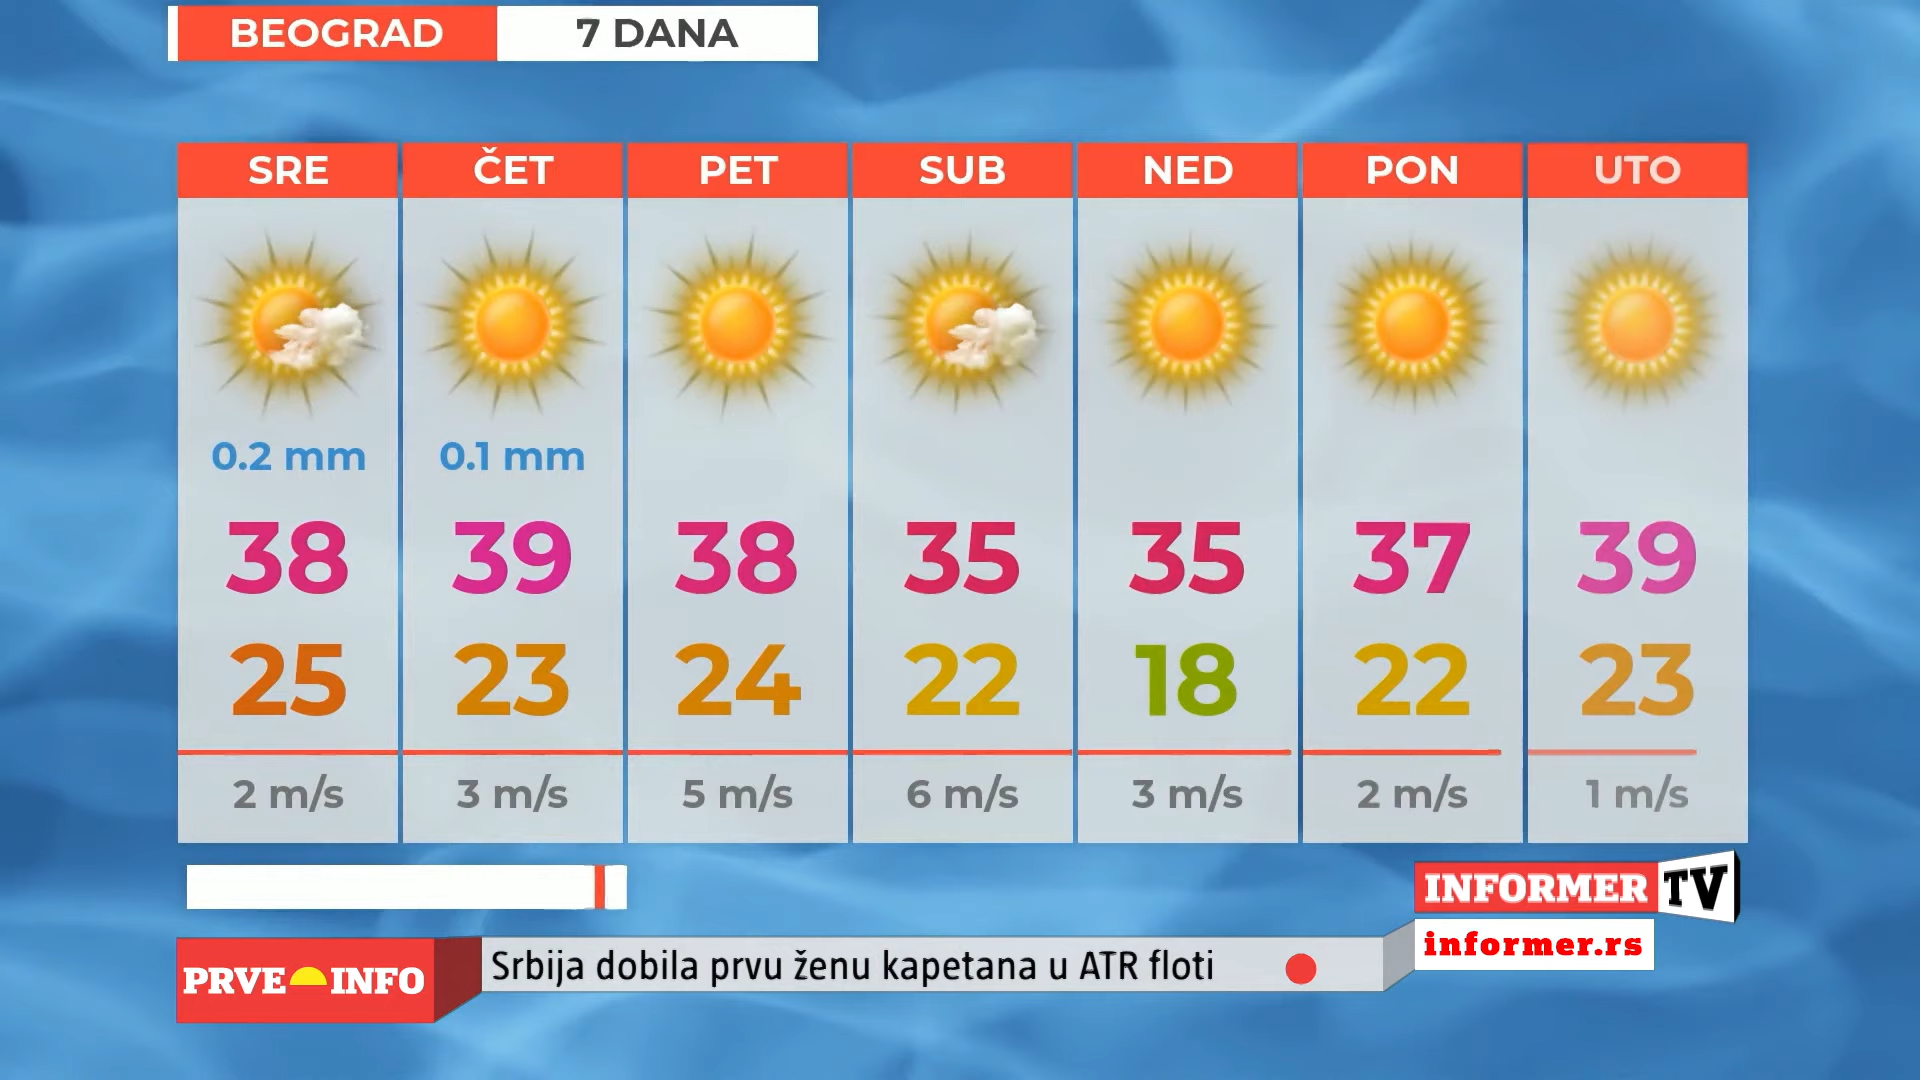 BEOGRAD 7 DANA
SRE ČET PET SUB NED PON UTO
0.2 mm 0.1 mm
38 39 38 35 35 37 39
25 23 24 22 18 22 23
2 m/s 3 m/s 5 m/s 6 m/s 3 m/s 2 m/s 1 m/s
INFORMER TV
informer.rs
PRVE INFO
Srbija dobila prvu ženu kapetana u ATR floti